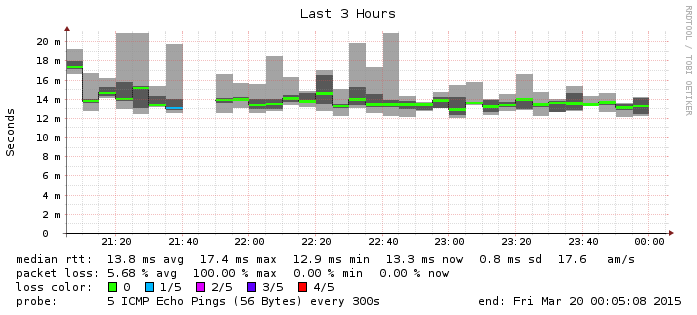 Last 3 Hours
RRDTOOL / TOBI OETIKER
Seconds
20 m
18 m
16 m
14 m
12 m
10 m
8 m
6 m
4 m
2 m
0
21:20 21:40 22:00 22:20 22:40 23:00 23:20 23:40 00:00
median rtt: 13.8 ms avg 17.4 ms max 12.9 ms min 13.3 ms now 0.8 ms sd 17.6 am/s
packet loss: 5.68 % avg 100.00 % max 0.00 % min 0.00 % now
loss color: 0 1/5 2/5 3/5 4/5
probe: 5 ICMP Echo Pings (56 Bytes) every 300s end: Fri Mar 20 00:05:08 2015